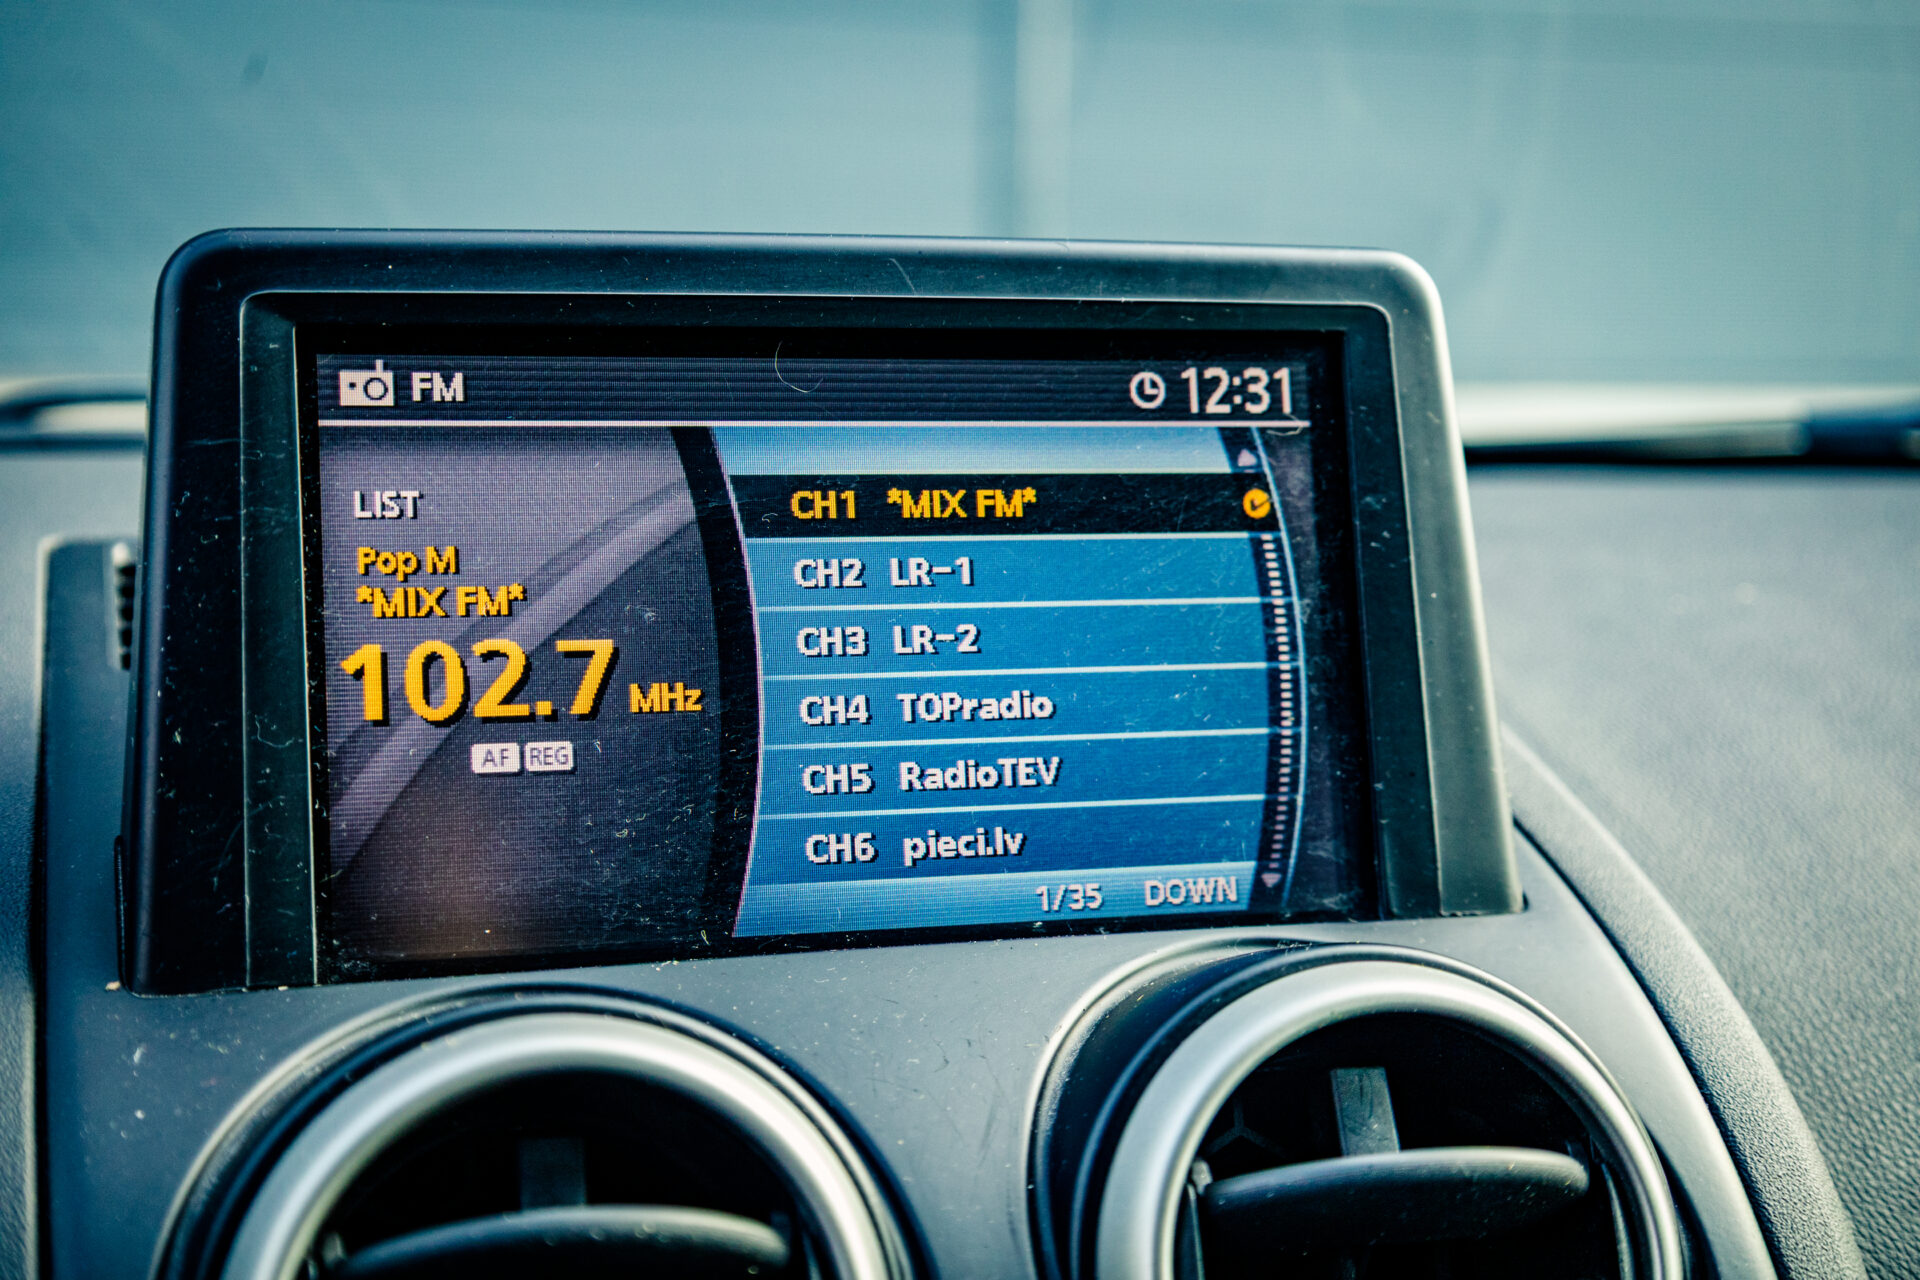 FM 12:31
LIST
Pop M
*MIX FM*
102.7 MHz
AF REG
CH1 *MIX FM*
CH2 LR-1
CH3 LR-2
CH4 TOPradio
CH5 RadioTEV
CH6 pieci.lv
1/35 DOWN